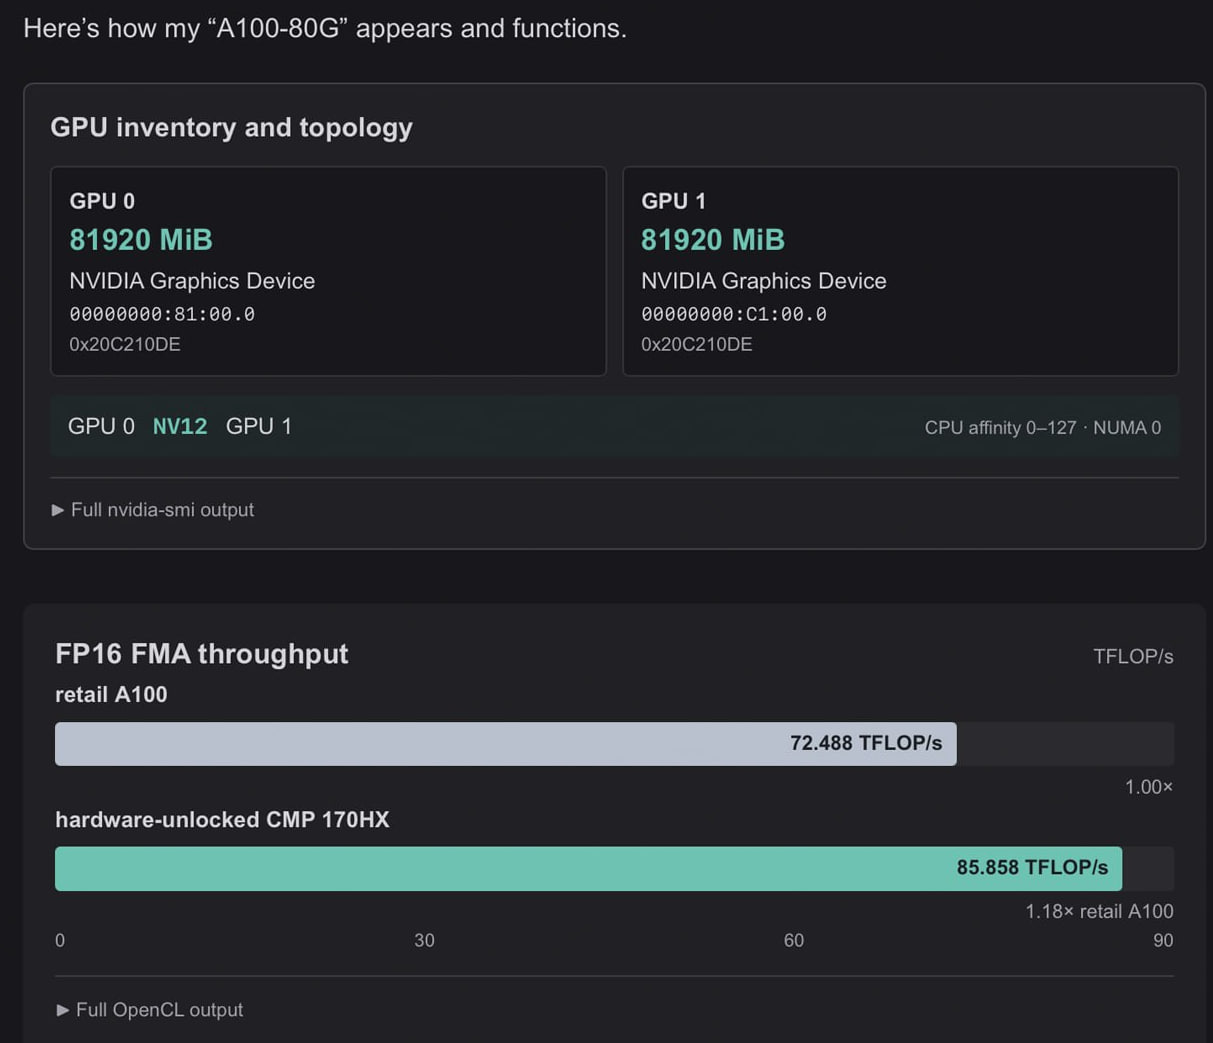 Here’s how my “A100-80G” appears and functions.
GPU inventory and topology
GPU 0
81920 MiB
NVIDIA Graphics Device
00000000:81:00.0
0x20C210DE
GPU 1
81920 MiB
NVIDIA Graphics Device
00000000:C1:00.0
0x20C210DE
GPU 0 NV12 GPU 1
CPU affinity 0–127 · NUMA 0
▶ Full nvidia-smi output
FP16 FMA throughput
TFLOP/s
retail A100
72.488 TFLOP/s
1.00×
hardware-unlocked CMP 170HX
85.858 TFLOP/s
1.18× retail A100
0 30 60 90
▶ Full OpenCL output